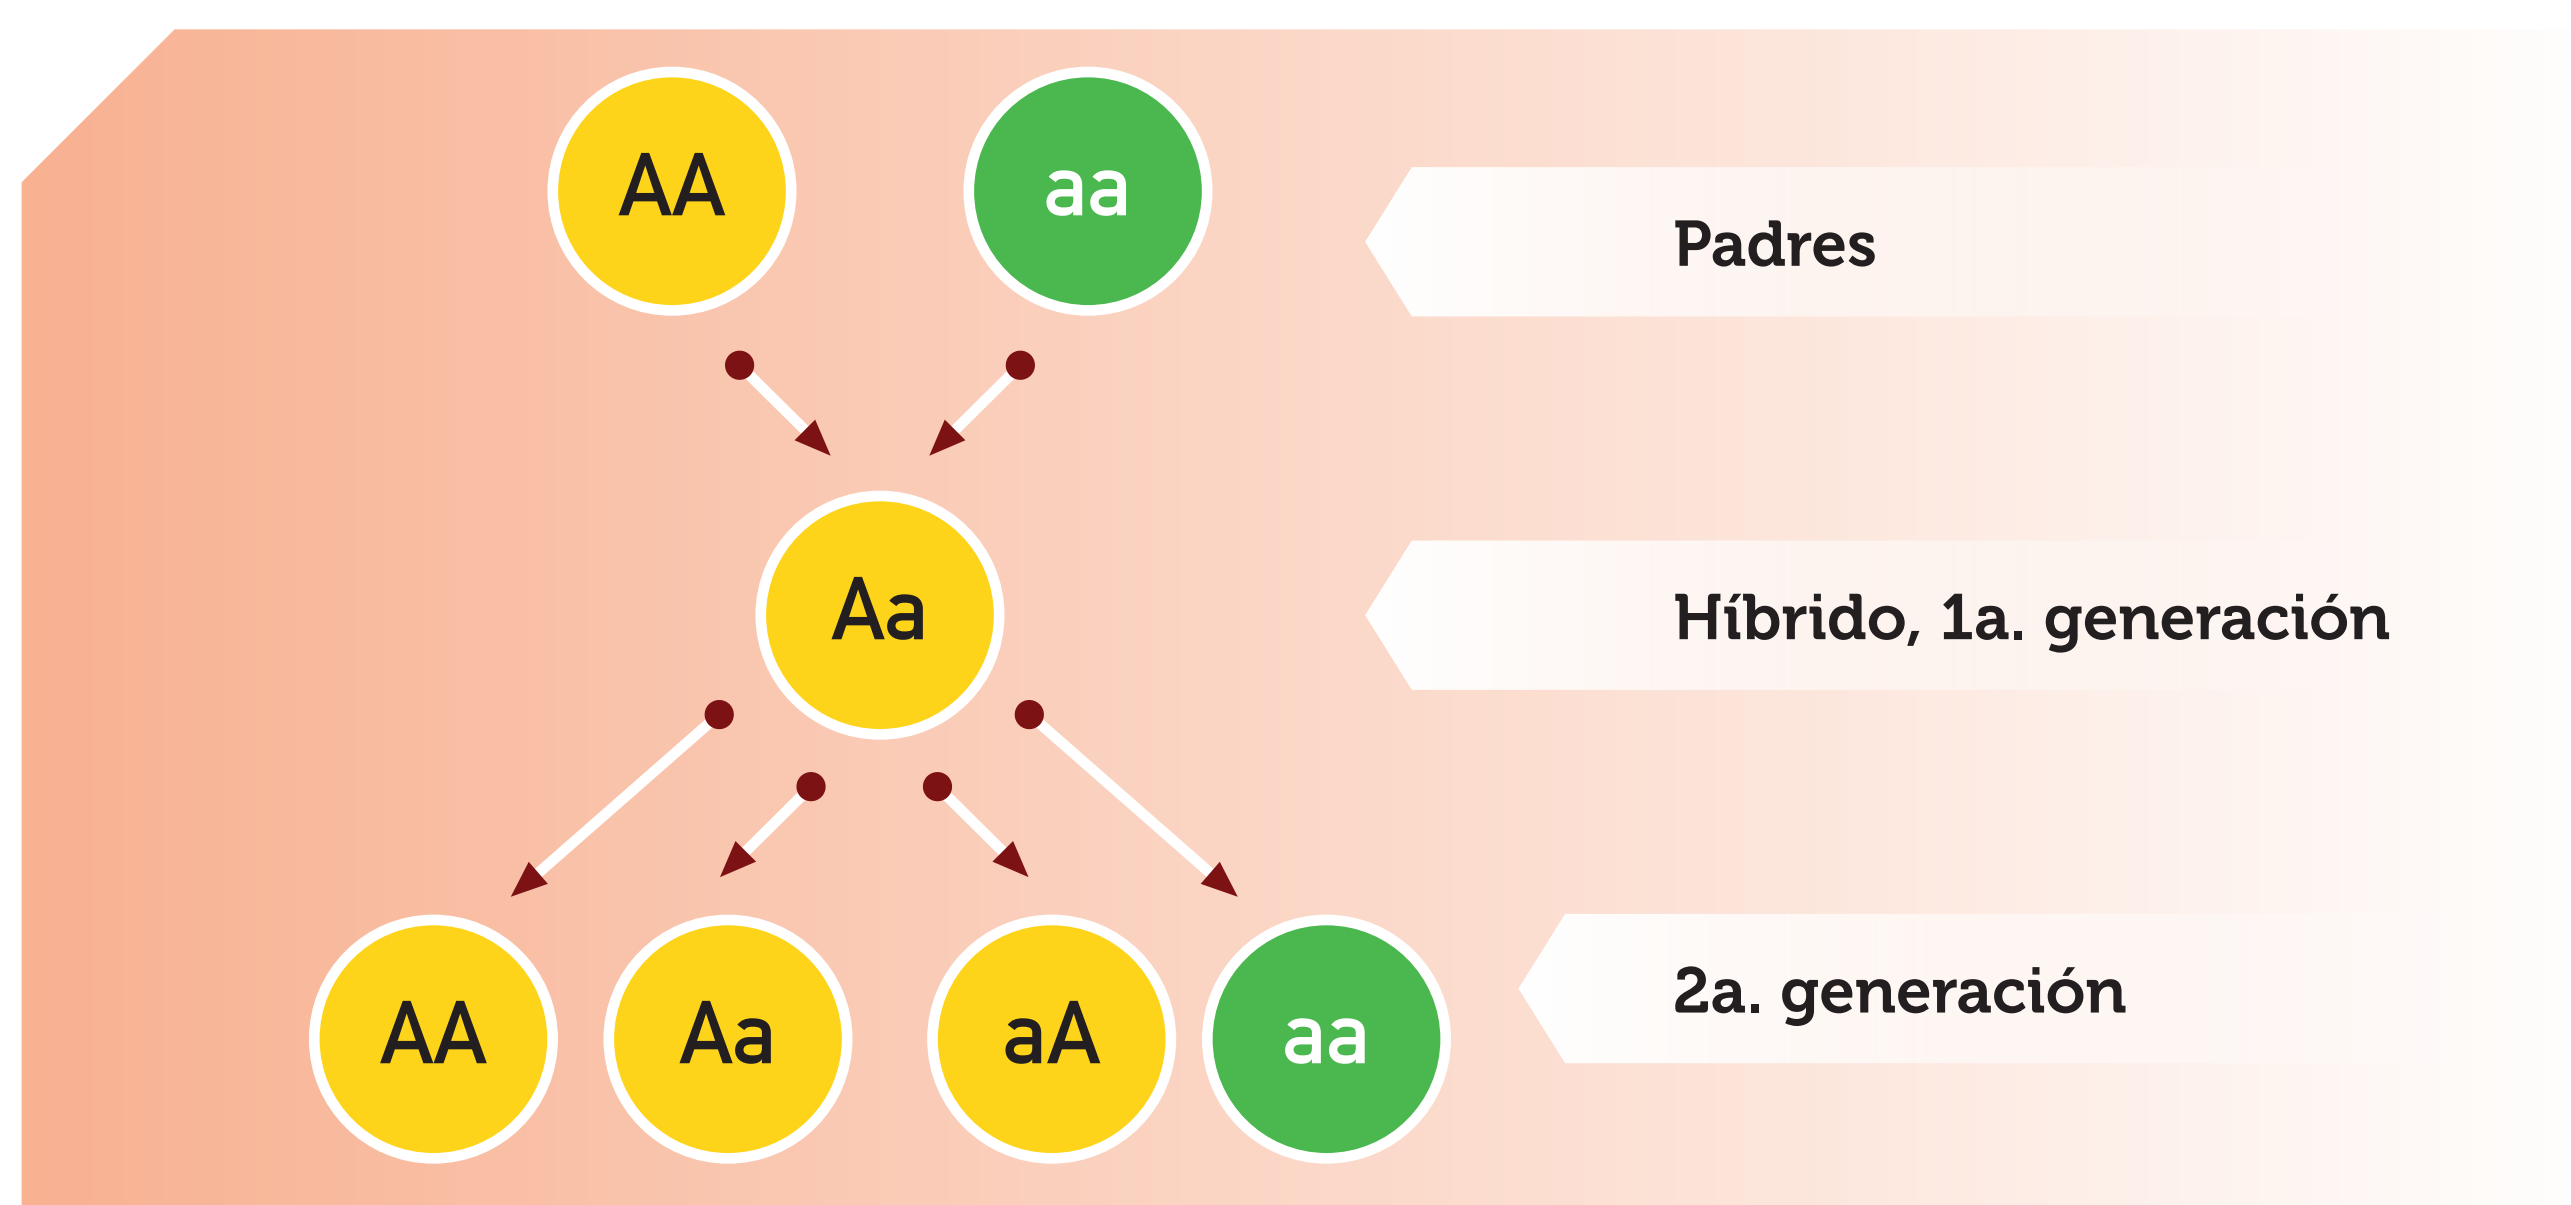 AA
aa
Padres
Aa
Híbrido, 1a. generación
AA
Aa
aA
aa
2a. generación